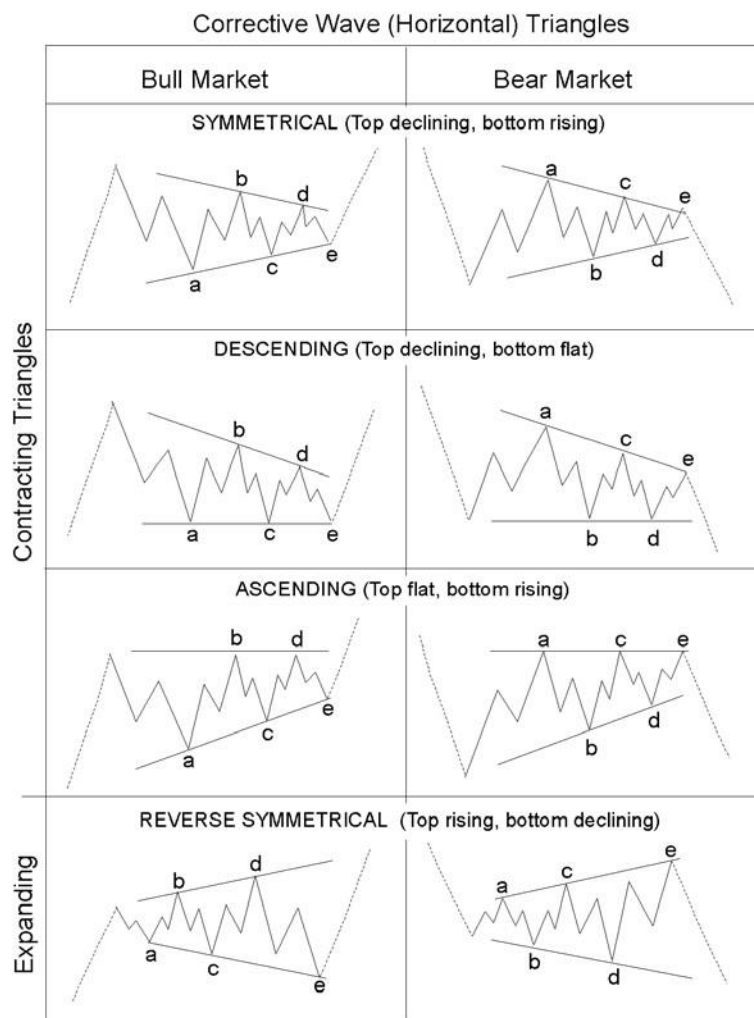 Corrective Wave (Horizontal) Triangles
Bull Market
Bear Market
Contracting Triangles
SYMMETRICAL (Top declining, bottom rising)
b
d
a
c
e
a
c
e
b
d
DESCENDING (Top declining, bottom flat)
b
d
a
c
e
a
c
e
b
d
ASCENDING (Top flat, bottom rising)
b
d
a
c
e
a
c
e
b
d
Expanding
REVERSE SYMMETRICAL (Top rising, bottom declining)
b
d
a
c
e
a
c
e
b
d